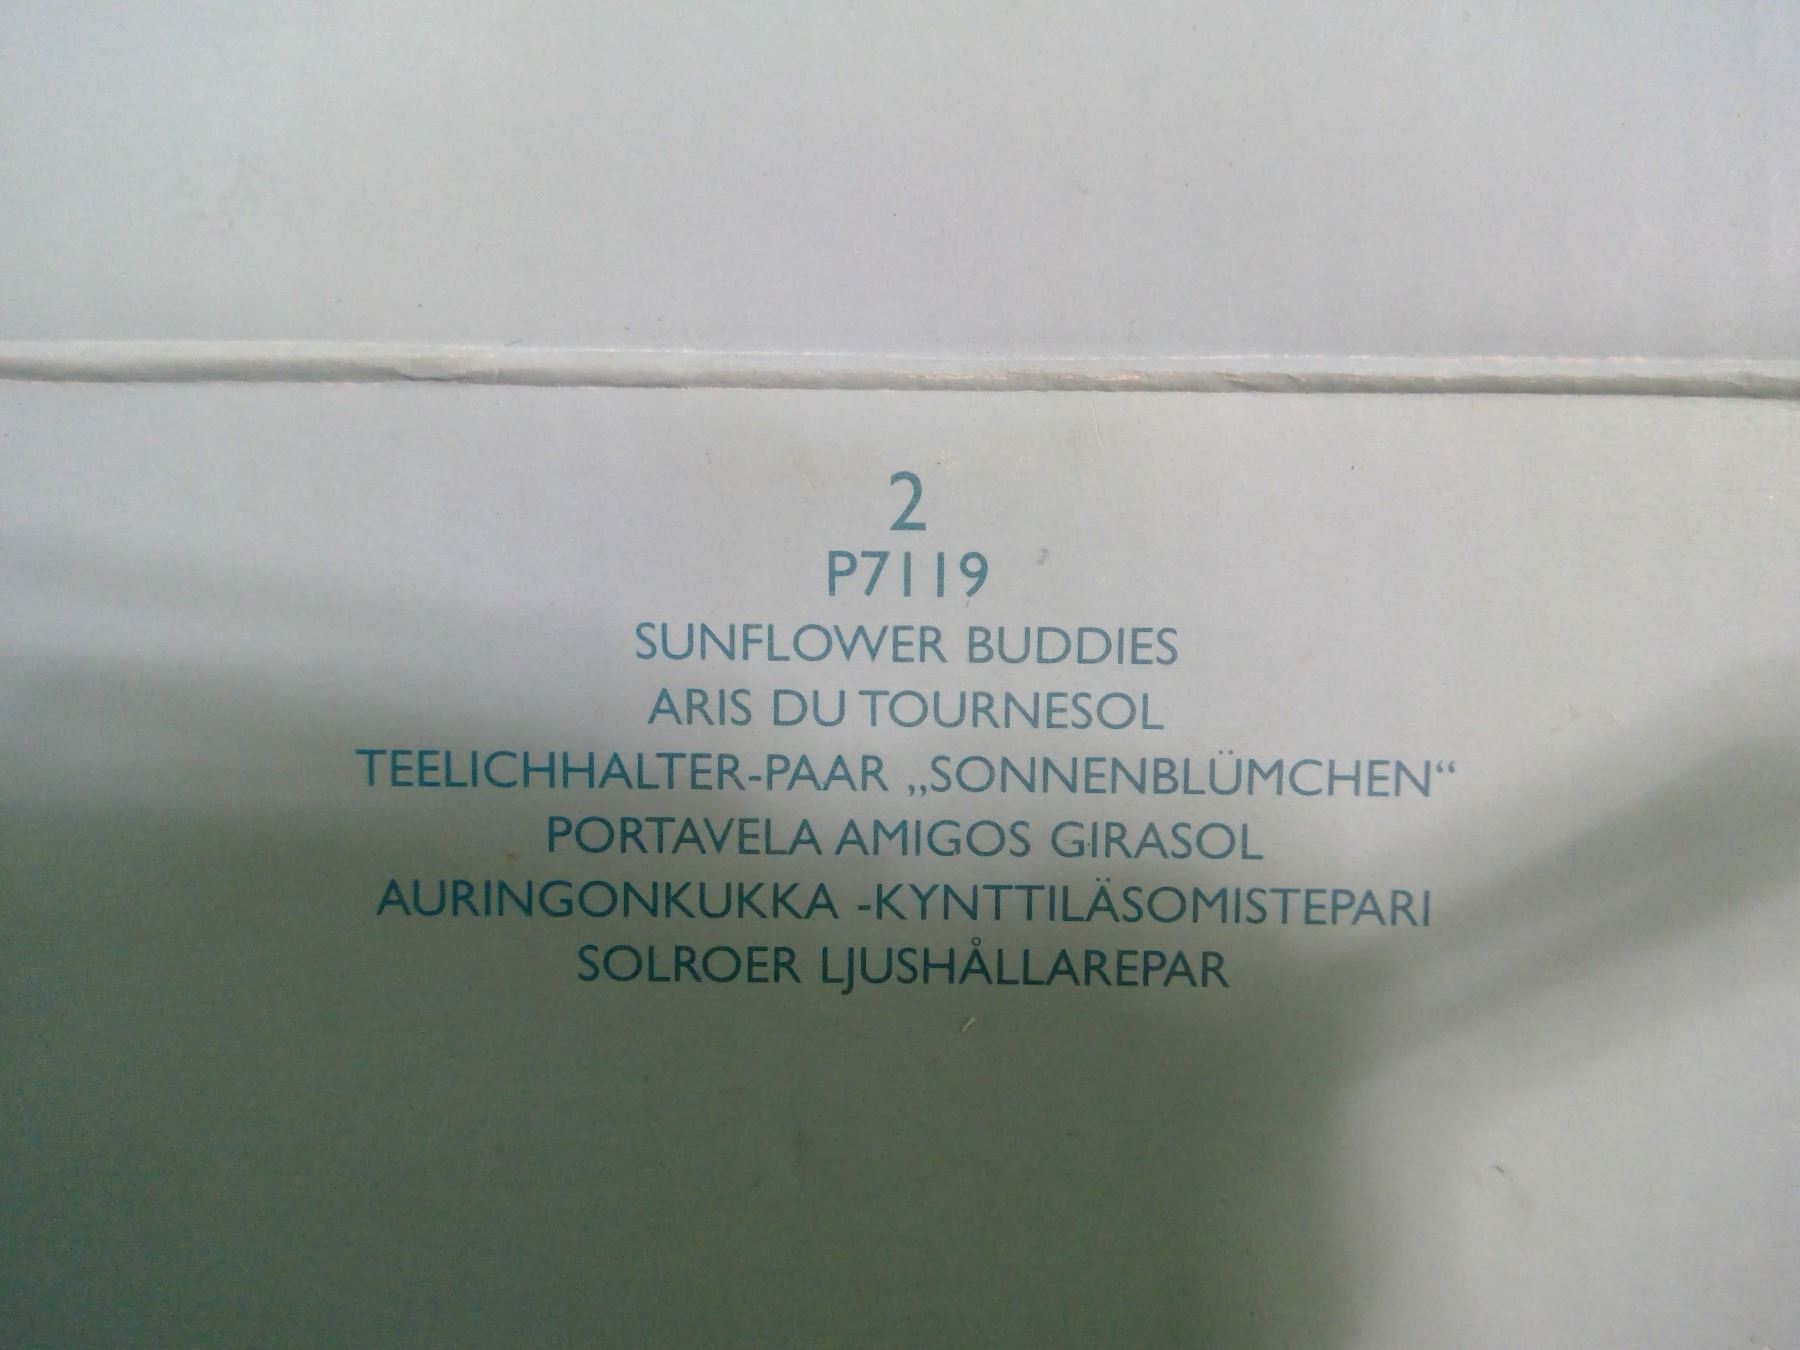 2
P7119
SUNFLOWER BUDDIES
ARIS DU TOURNESOL
TEELICHHALTER-PAAR „SONNENBLÜMCHEN“
PORTAVELA AMIGOS GIRASOL
AURINGONKUKKA -KYNTTILÄSOMISTEPARI
SOLROER LJUSHÅLLAREPAR